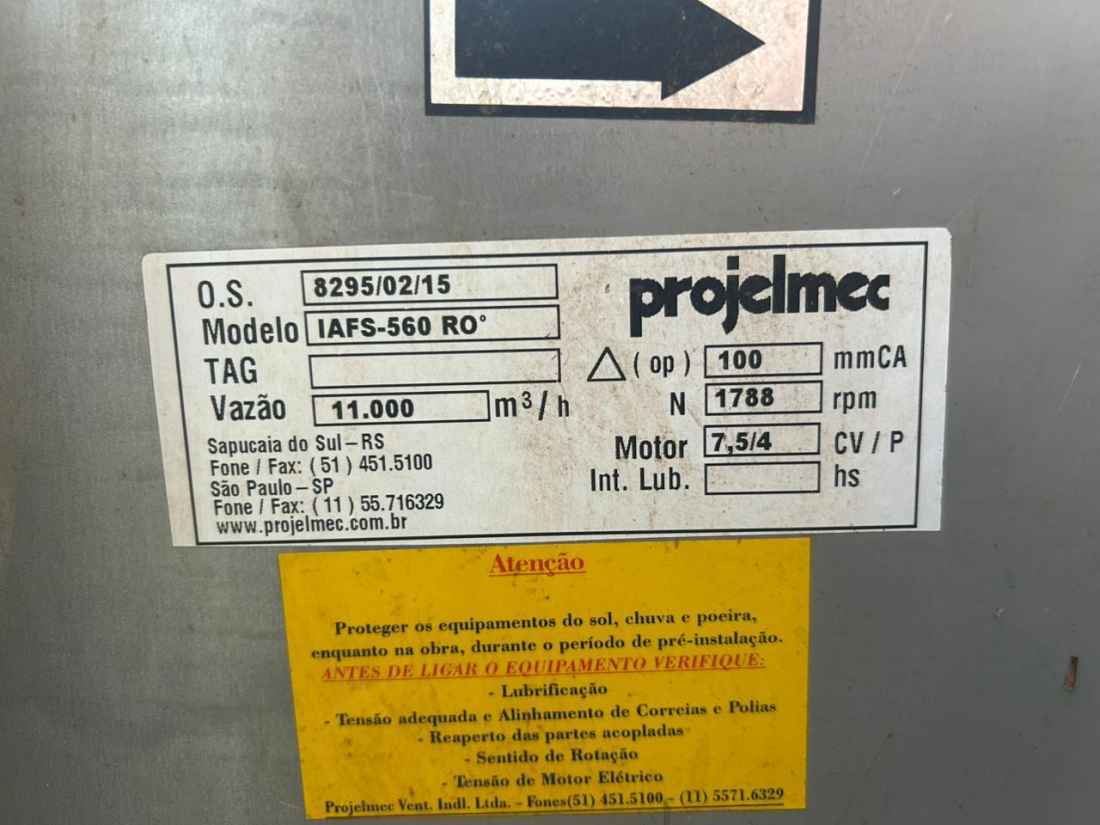 O.S. 8295/02/15
Modelo IAFS-560 RO°
TAG
Vazão 11.000 m³/h
projelmec
△ (op) 100 mmCA
N 1788 rpm
Motor 7,5/4 CV / P
Int. Lub. hs
Sapucaia do Sul – RS
Fone / Fax: (51) 451.5100
São Paulo – SP
Fone / Fax: (11) 55.716329
www.projelmec.com.br
Atenção
Proteger os equipamentos do sol, chuva e poeira,
enquanto na obra, durante o período de pré-instalação.
ANTES DE LIGAR O EQUIPAMENTO VERIFIQUE:
- Lubrificação
- Tensão adequada e Alinhamento de Correias e Polias
- Reaperto das partes acopladas
- Sentido de Rotação
- Tensão de Motor Elétrico
Projelmec Vent. Indl. Ltda. – Fones(51) 451.5100 – (11) 5571.6329